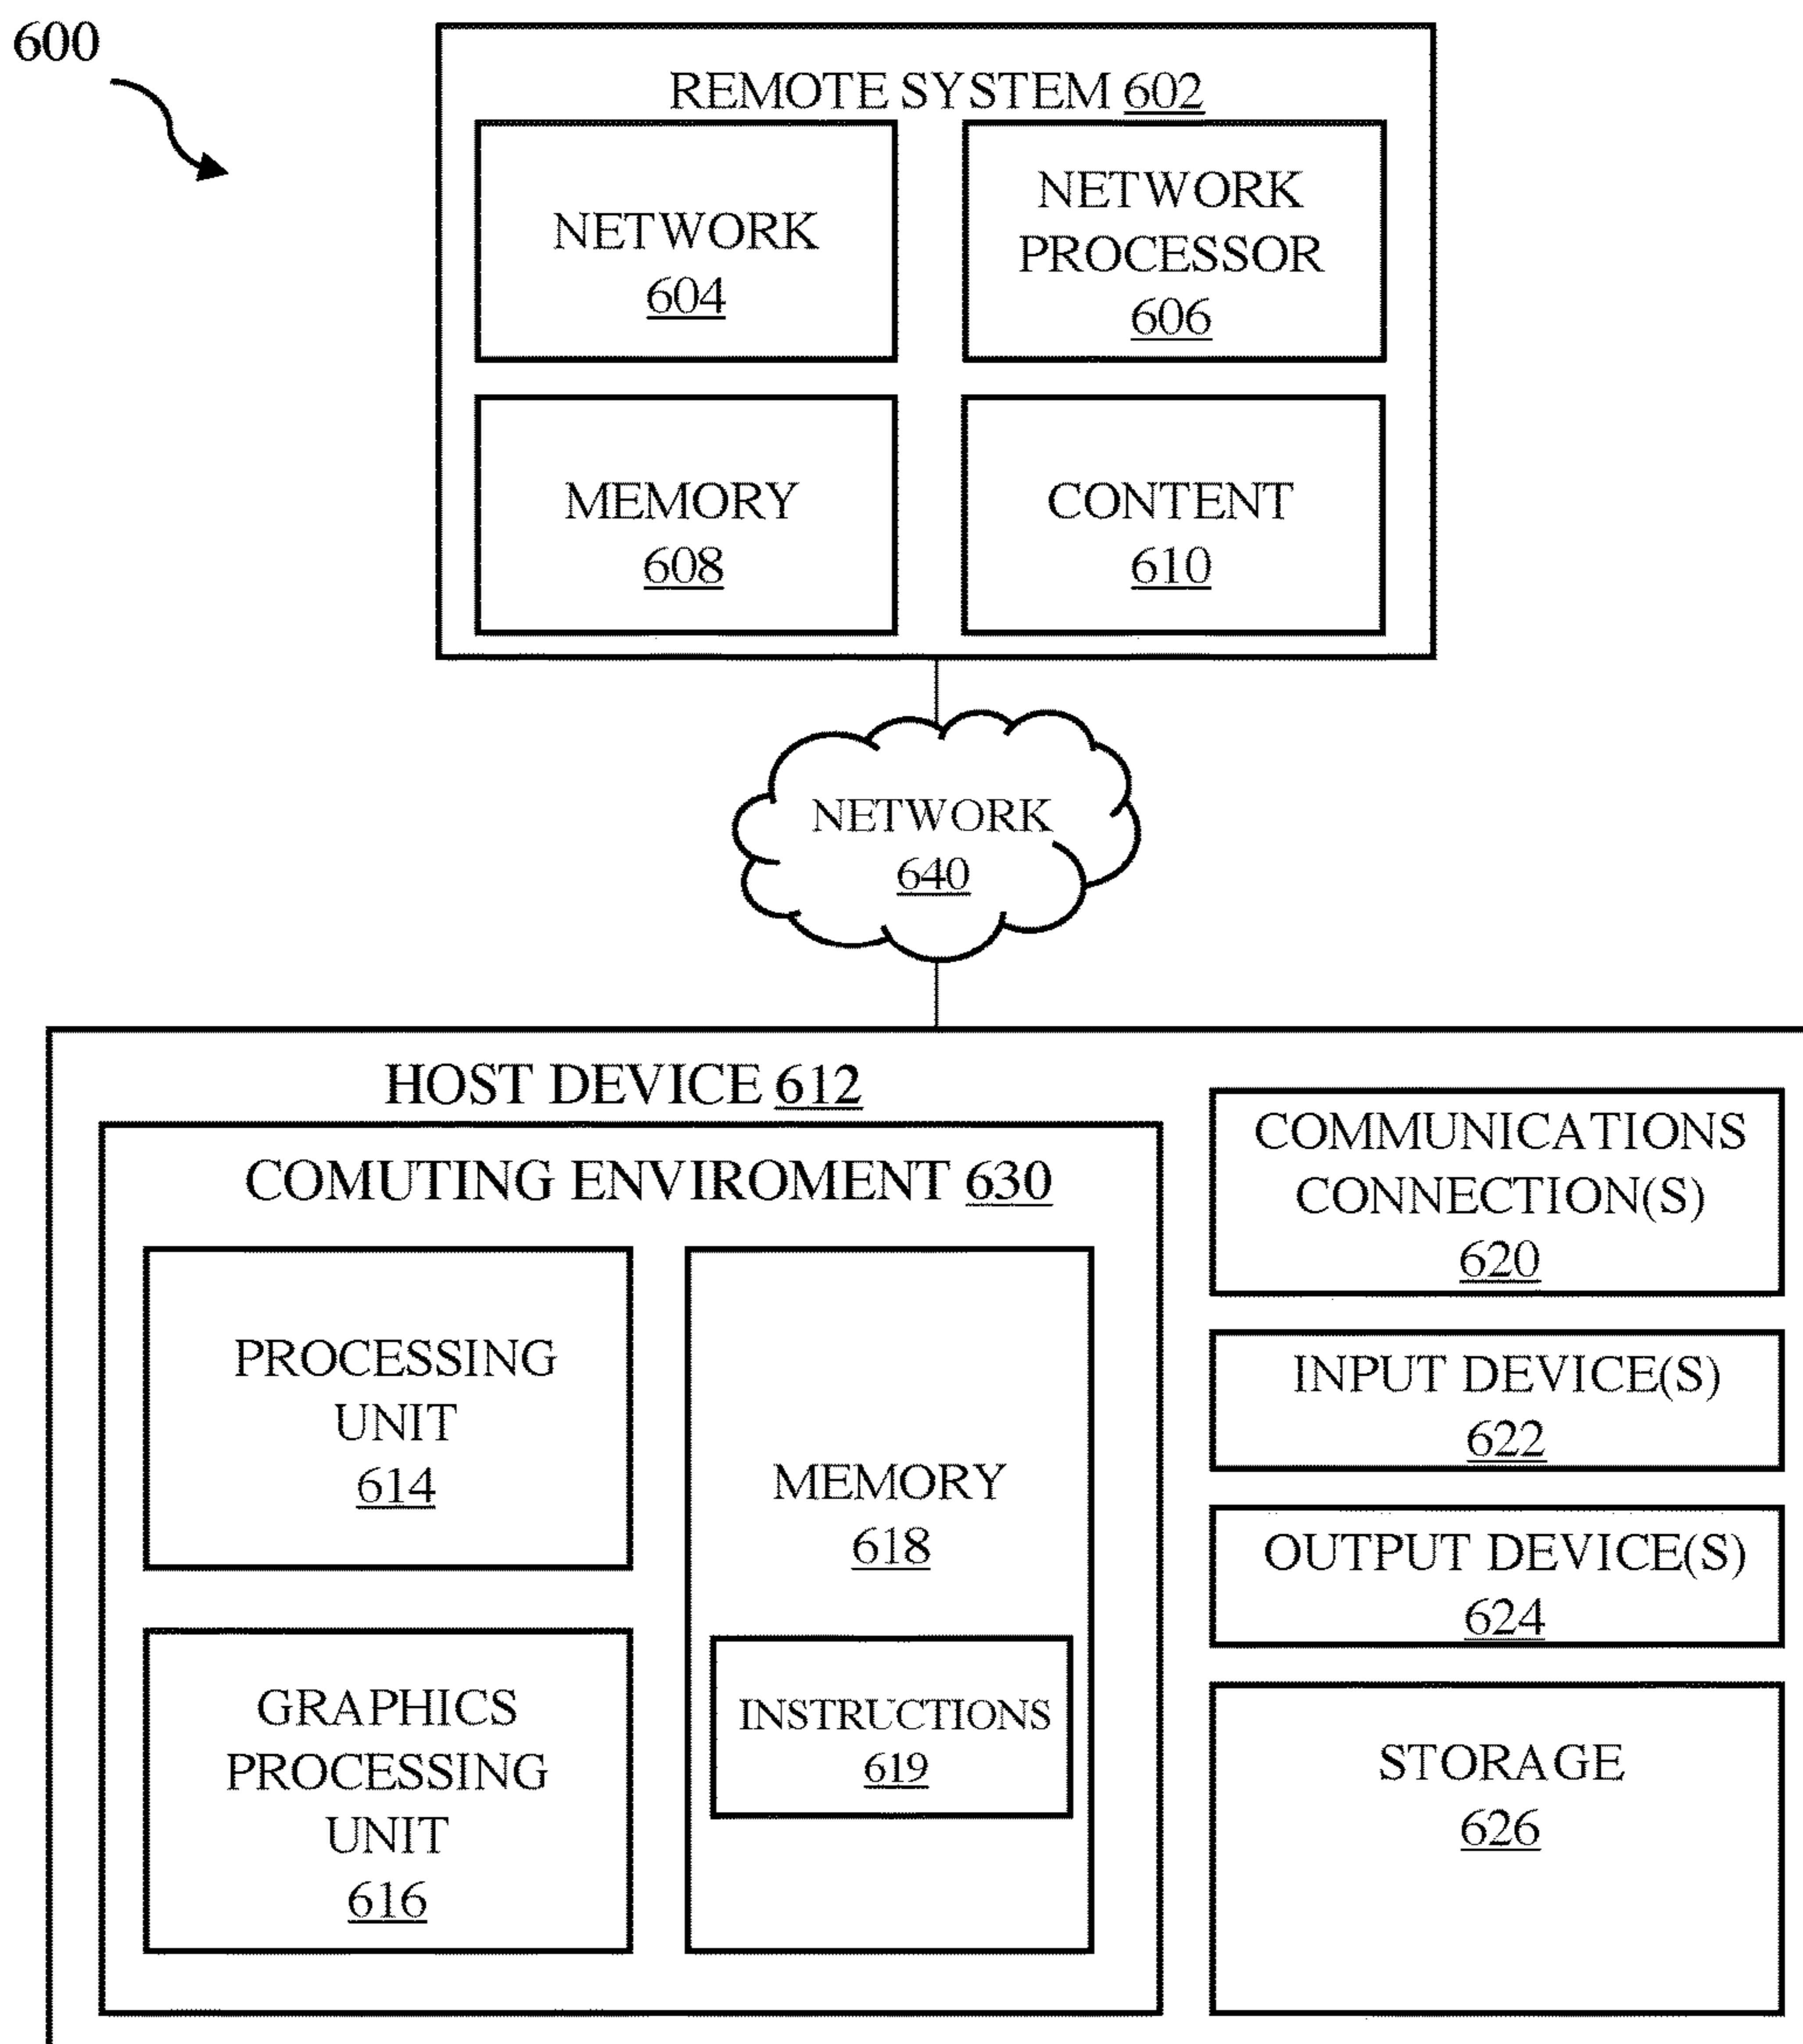 600
REMOTE SYSTEM 602
NETWORK
604
NETWORK
PROCESSOR
606
MEMORY
608
CONTENT
610
NETWORK
640
HOST DEVICE 612
COMUTING ENVIROMENT 630
PROCESSING
UNIT
614
GRAPHICS
PROCESSING
UNIT
616
MEMORY
618
INSTRUCTIONS
619
COMMUNICATIONS
CONNECTION(S)
620
INPUT DEVICE(S)
622
OUTPUT DEVICE(S)
624
STORAGE
626